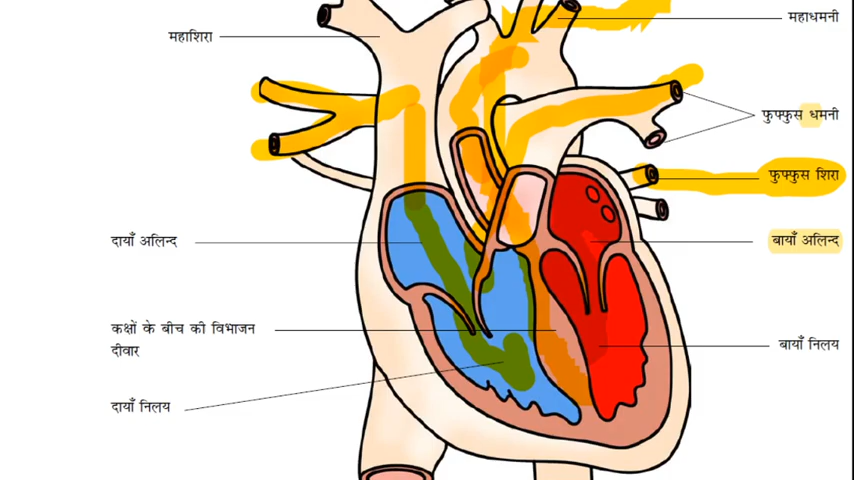 महाधमनी
महाशिरा
फुफ्फुस धमनी
फुफ्फुस शिरा
दायाँ अलिन्द
बायाँ अलिन्द
कक्षों के बीच की विभाजन
दीवार
बायाँ निलय
दायाँ निलय